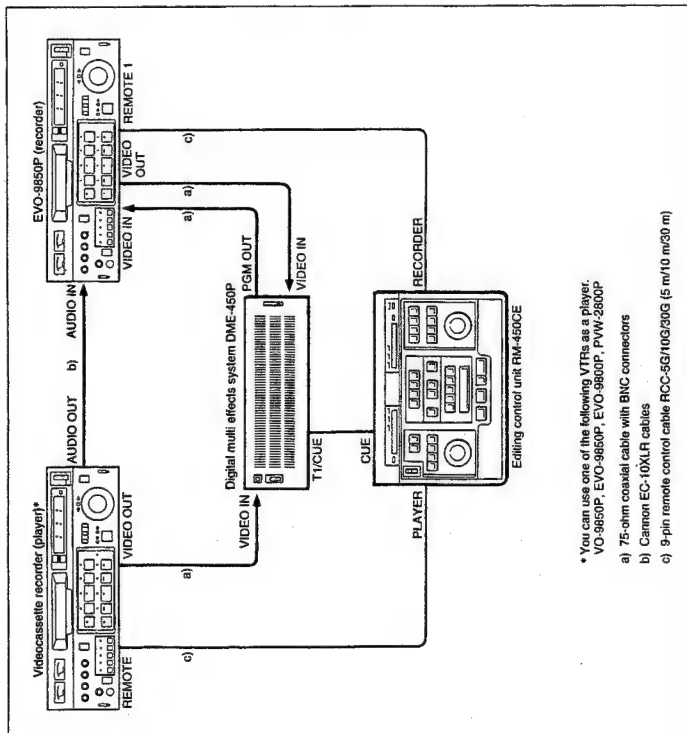 Videocassette recorder (player)*
EVO-9850P (recorder)
REMOTE
VIDEO OUT
AUDIO OUT
b)
AUDIO IN
VIDEO IN
VIDEO
OUT
REMOTE 1
a)
a)
a)
c)
c)
Digital multi effects system DME-450P
VIDEO IN
PGM OUT
VIDEO IN
T1/CUE
PLAYER
CUE
RECORDER
Editing control unit RM-450CE
* You can use one of the following VTRs as a player.
VO-9850P, EVO-9850P, EVO-9800P, PVW-2800P
a) 75-ohm coaxial cable with BNC connectors
b) Cannon EC-10XLR cables
c) 9-pin remote control cable RCC-5G/10G/30G (5 m/10 m/30 m)